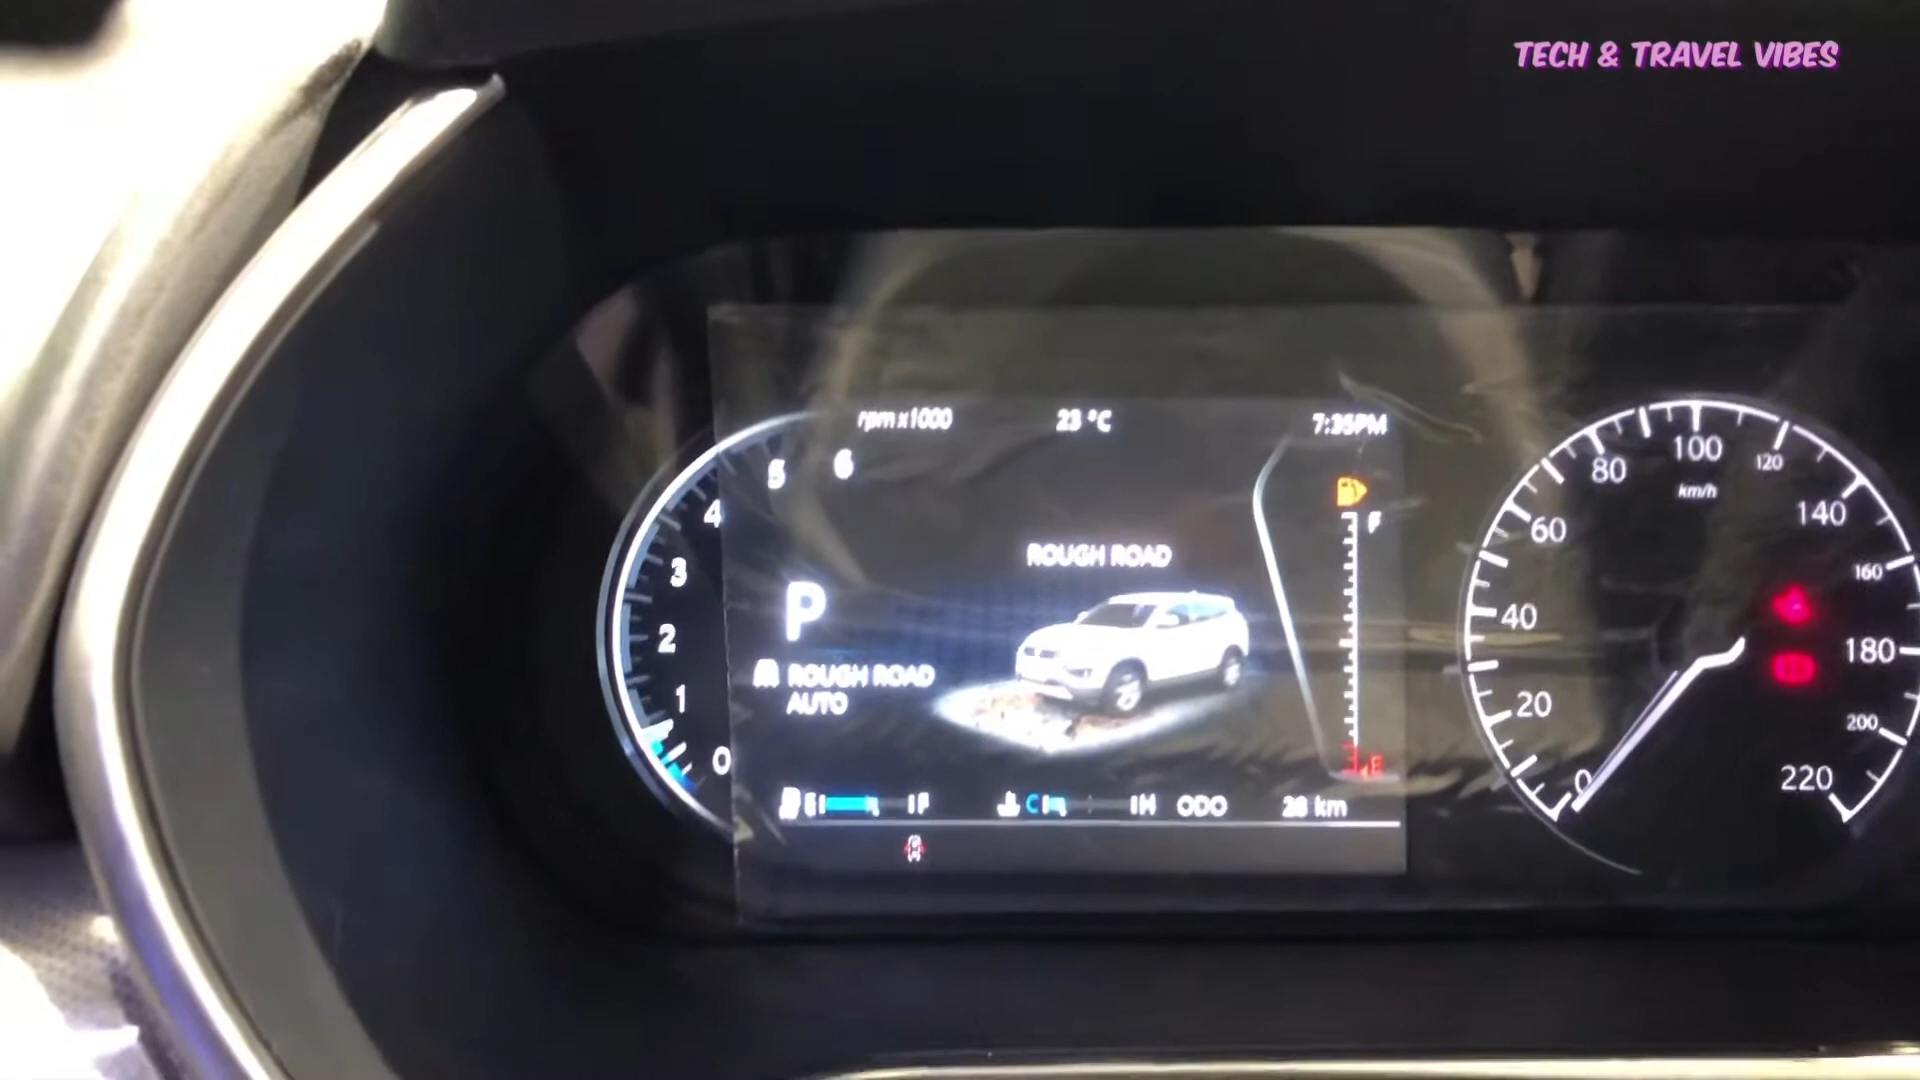 TECH & TRAVEL VIBES
rpm x1000
23 °C
7:35PM
6
5
4
3
2
1
0
ROUGH ROAD
P
ROUGH ROAD
AUTO
F
E
E F
C H
ODO 28 km
0
20
40
60
80
100
120
140
160
180
200
220
km/h